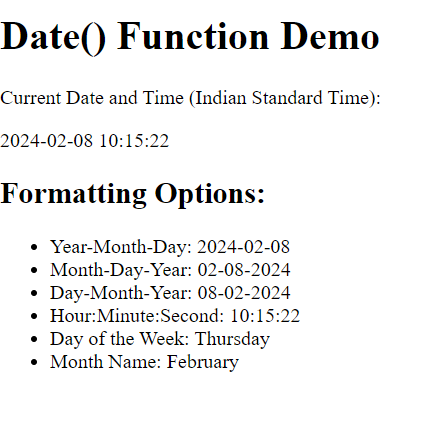 Date() Function Demo
Current Date and Time (Indian Standard Time):
2024-02-08 10:15:22
Formatting Options:
• Year-Month-Day: 2024-02-08
• Month-Day-Year: 02-08-2024
• Day-Month-Year: 08-02-2024
• Hour:Minute:Second: 10:15:22
• Day of the Week: Thursday
• Month Name: February